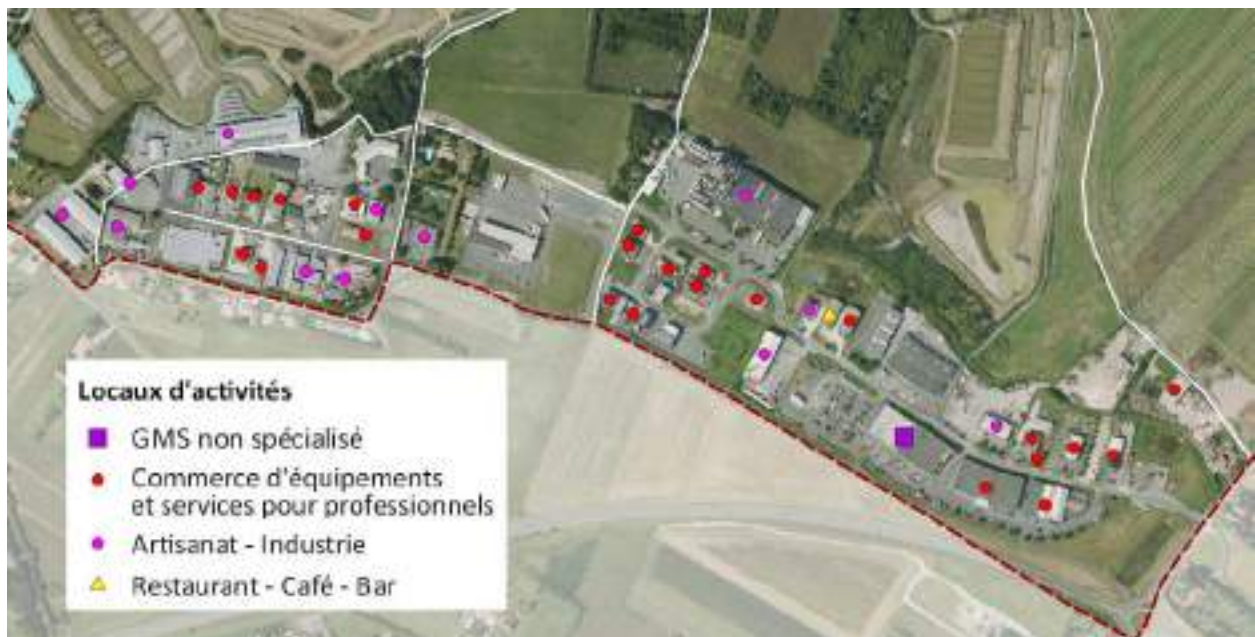 Locaux d'activités
GMS non spécialisé
Commerce d'équipements
et services pour professionnels
Artisanat - Industrie
Restaurant - Café - Bar